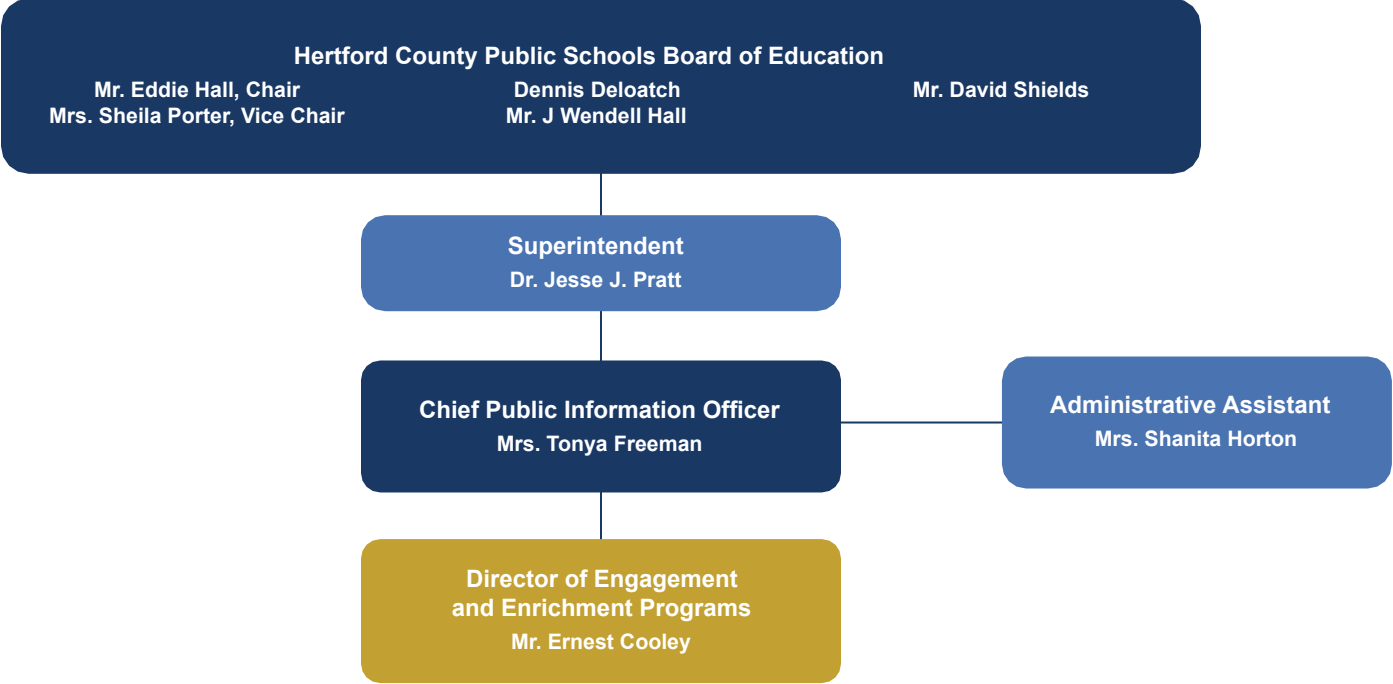 Hertford County Public Schools Board of Education
Mr. Eddie Hall, Chair
Mrs. Sheila Porter, Vice Chair
Dennis Deloatch
Mr. J Wendell Hall
Mr. David Shields
Superintendent
Dr. Jesse J. Pratt
Chief Public Information Officer
Mrs. Tonya Freeman
Administrative Assistant
Mrs. Shanita Horton
Director of Engagement
and Enrichment Programs
Mr. Ernest Cooley